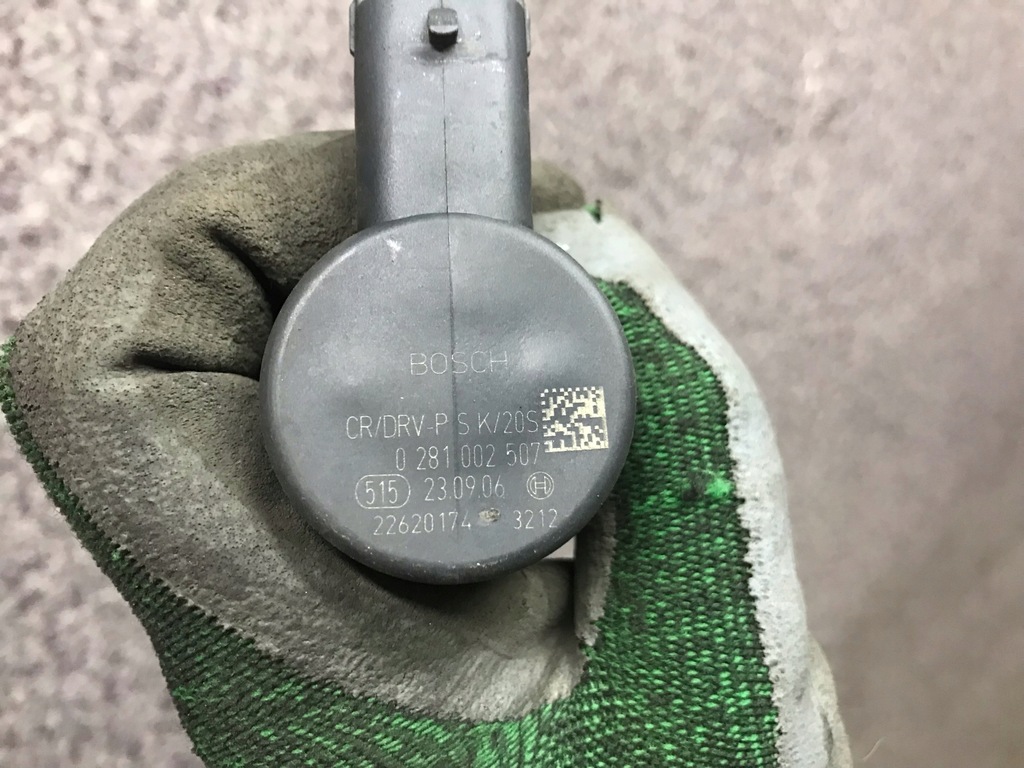 BOSCH
CR/DRV-P S K/20S
0 281 002 507
515 23.09.06 H
22620174 3212